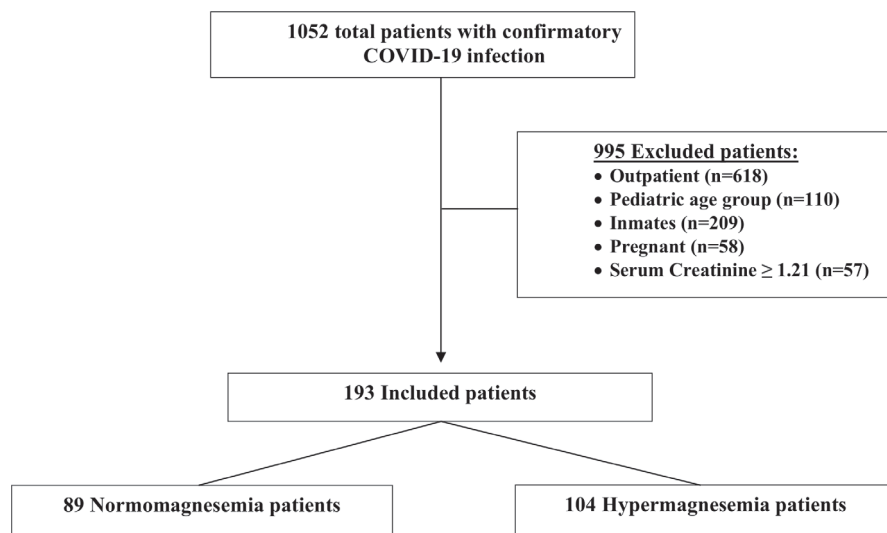 1052 total patients with confirmatory
COVID-19 infection
995 Excluded patients:
• Outpatient (n=618)
• Pediatric age group (n=110)
• Inmates (n=209)
• Pregnant (n=58)
• Serum Creatinine ≥ 1.21 (n=57)
193 Included patients
89 Normomagnesemia patients
104 Hypermagnesemia patients